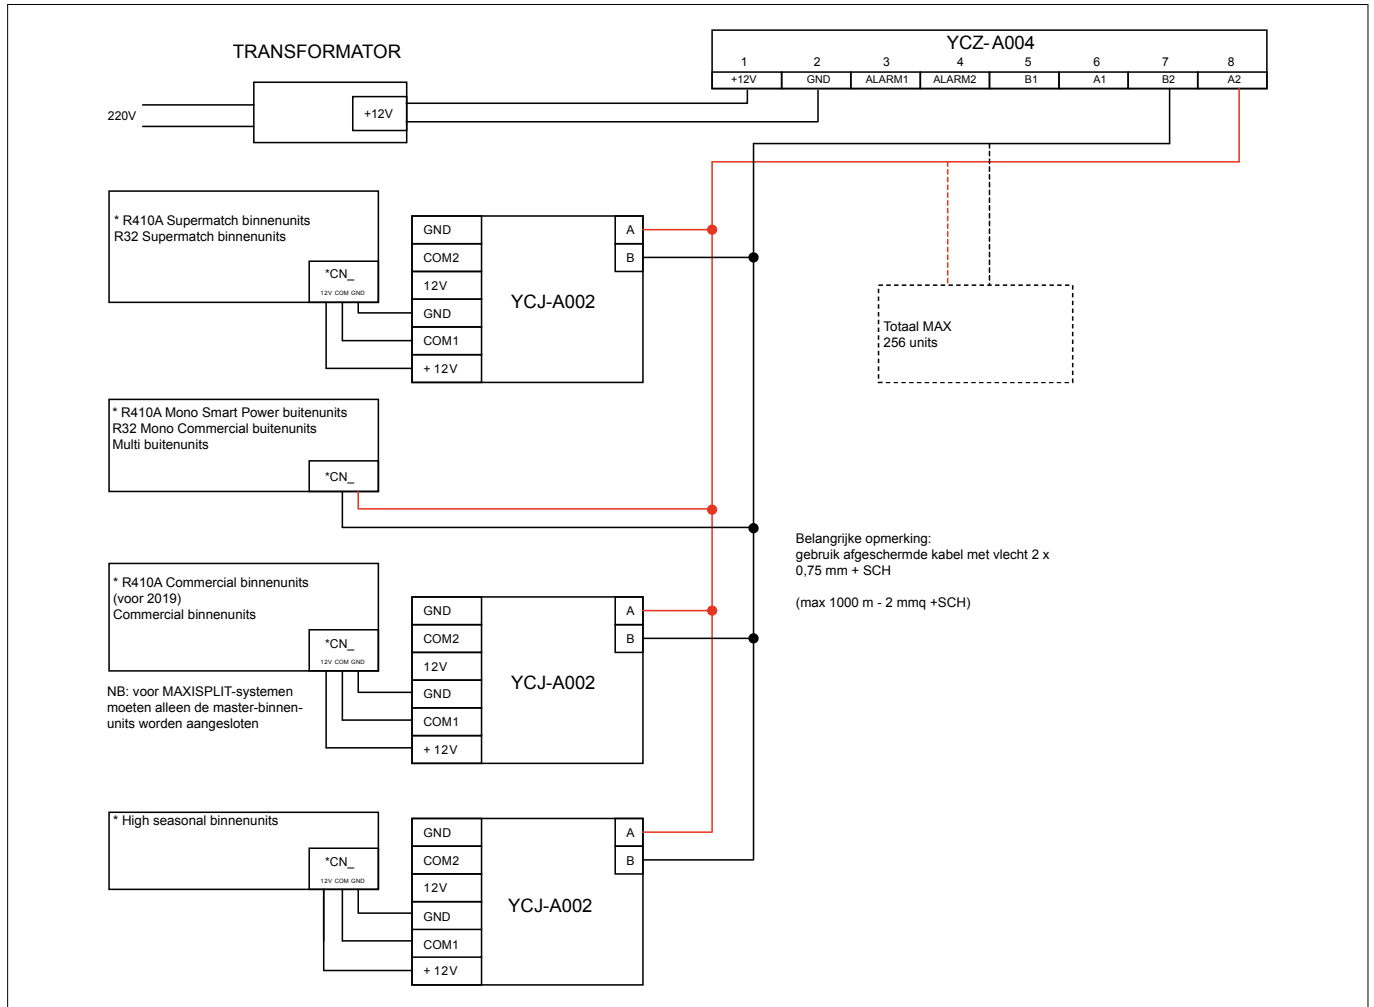 TRANSFORMATOR
220V
+12V
YCZ-A004
1 2 3 4 5 6 7 8
+12V GND ALARM1 ALARM2 B1 A1 B2 A2
* R410A Supermatch binnenunits
R32 Supermatch binnenunits
*CN_
12V COM GND
GND
COM2
12V
GND
COM1
+ 12V
YCJ-A002
A
B
Totaal MAX
256 units
* R410A Mono Smart Power buitenunits
R32 Mono Commercial buitenunits
Multi buitenunits
*CN_
Belangrijke opmerking:
gebruik afgeschermde kabel met vlecht 2 x
0,75 mm + SCH
(max 1000 m - 2 mmq +SCH)
* R410A Commercial binnenunits
(voor 2019)
Commercial binnenunits
*CN_
12V COM GND
NB: voor MAXISPLIT-systemen
moeten alleen de master-binnen-
units worden aangesloten
GND
COM2
12V
GND
COM1
+ 12V
YCJ-A002
A
B
* High seasonal binnenunits
*CN_
12V COM GND
GND
COM2
12V
GND
COM1
+ 12V
YCJ-A002
A
B